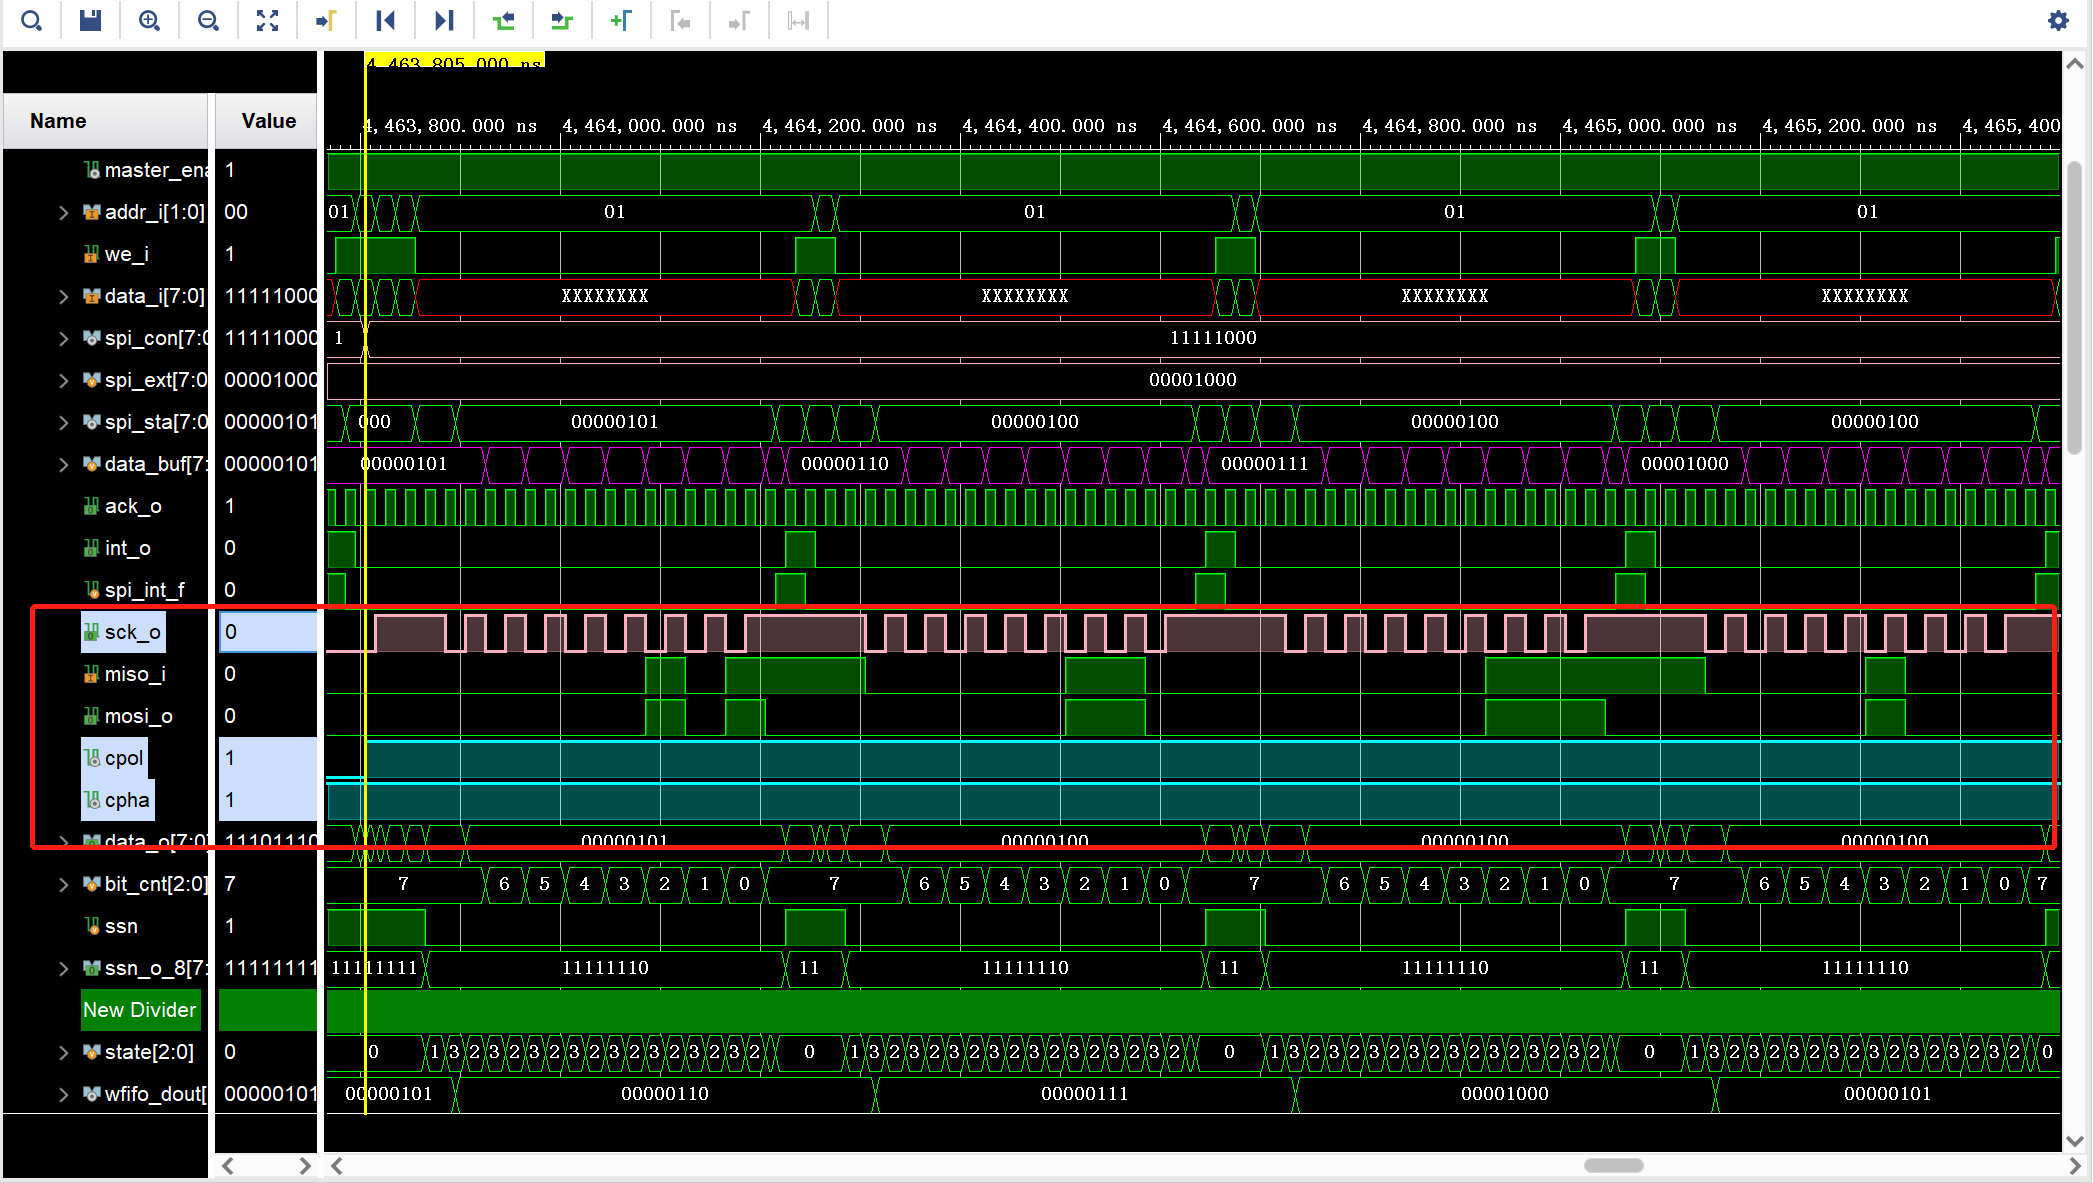 4,463,805.000 ns
Name Value
4,463,800.000 ns 4,464,000.000 ns 4,464,200.000 ns 4,464,400.000 ns 4,464,600.000 ns 4,464,800.000 ns 4,465,000.000 ns 4,465,200.000 ns 4,465,400
master_ena 1
addr_i[1:0] 00 01 01 01 01 01
we_i 1
data_i[7:0] 11111000 XXXXXXXX XXXXXXXX XXXXXXXX XXXXXXXX
spi_con[7:0 11111000 1 11111000
spi_ext[7:0 00001000 00001000
spi_sta[7:0 00000101 000 00000101 00000100 00000100 00000100
data_buf[7: 00000101 00000101 00000110 00000111 00001000
ack_o 1
int_o 0
spi_int_f 0
sck_o 0
miso_i 0
mosi_o 0
cpol 1
cpha 1
data_o[7:0] 11101110 00000101 00000100 00000100 00000100
bit_cnt[2:0] 7 7 6 5 4 3 2 1 0 7 6 5 4 3 2 1 0 7 6 5 4 3 2 1 0 7 6 5 4 3 2 1 0 7
ssn 1
ssn_o_8[7: 11111111 11111111 11111110 11 11111110 11 11111110 11 11111110
New Divider
state[2:0] 0 0 1 3 2 3 2 3 2 3 2 3 2 3 2 3 2 3 2 0 1 3 2 3 2 3 2 3 2 3 2 3 2 3 2 3 2 0 1 3 2 3 2 3 2 3 2 3 2 3 2 3 2 3 2 0 1 3 2 3 2 3 2 3 2 3 2 3 2 3 2 3 2 0
wfifo_dout[ 00000101 00000101 00000110 00000111 00001000 00000101